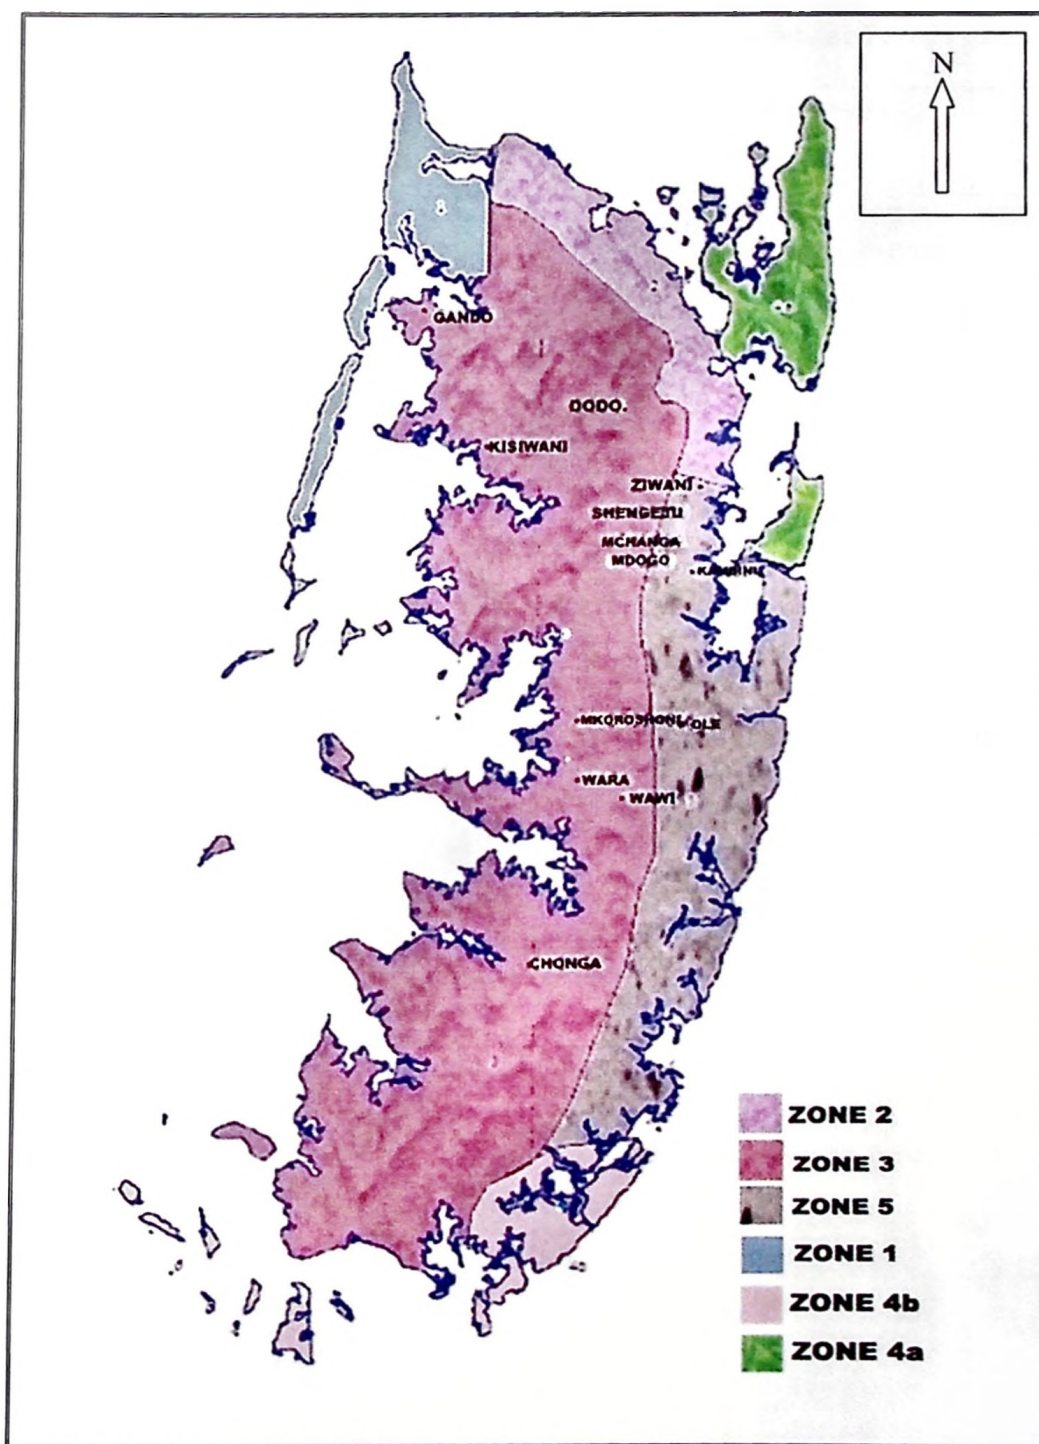 N
GANDO
DODO.
KISIWANI
ZIWANI
SHENGEJU
MCHANGA
MDOGO
MKOROSHONI
OLE
WARA
WAWI
CHONGA
ZONE 2
ZONE 3
ZONE 5
ZONE 1
ZONE 4b
ZONE 4a